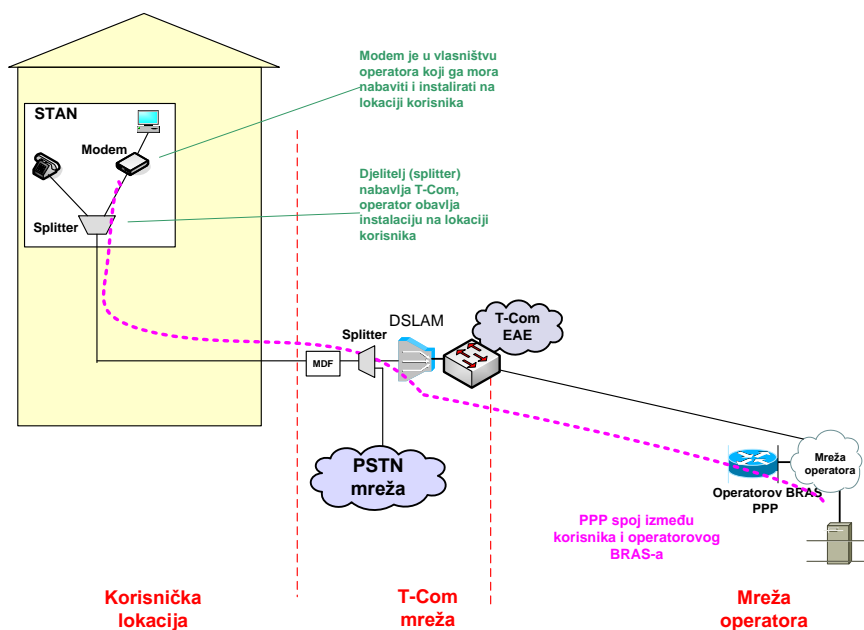 Modem je u vlasništvu
operatora koji ga mora
nabaviti i instalirati na
lokaciji korisnika
STAN
Modem
Djelitelj (splitter)
nabavlja T-Com,
operator obavlja
instalaciju na lokaciji
korisnika
Splitter
T-Com
EAE
DSLAM
Splitter
MDF
PSTN
mreža
Mreža
operatora
Operatorov BRAS
PPP
PPP spoj između
korisnika i operatorovog
BRAS-a
Korisnička
lokacija
T-Com
mreža
Mreža
operatora